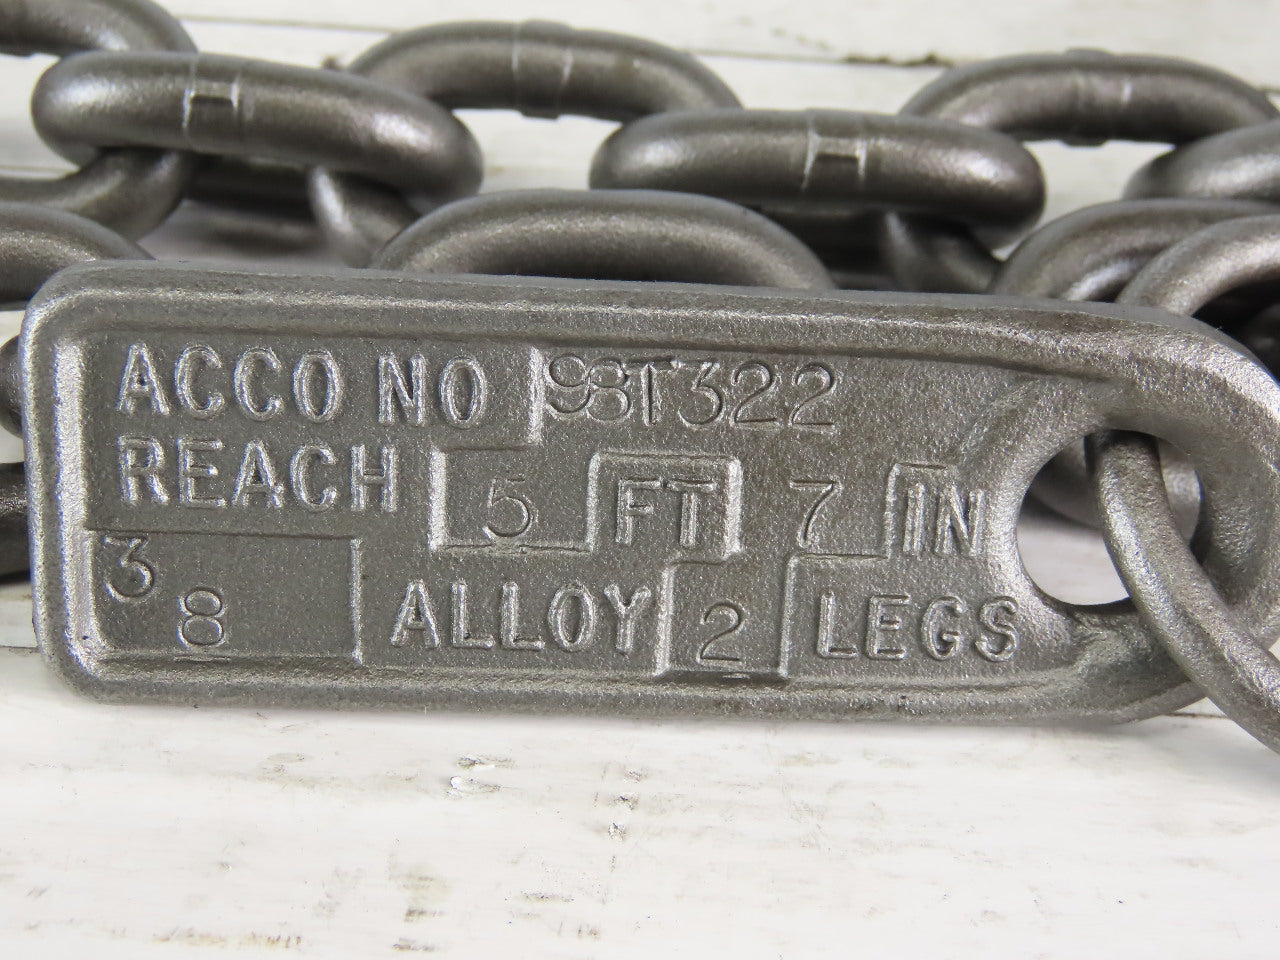 ACCO NO 98T322
REACH 5 FT 7 IN
3
8 ALLOY 2 LEGS